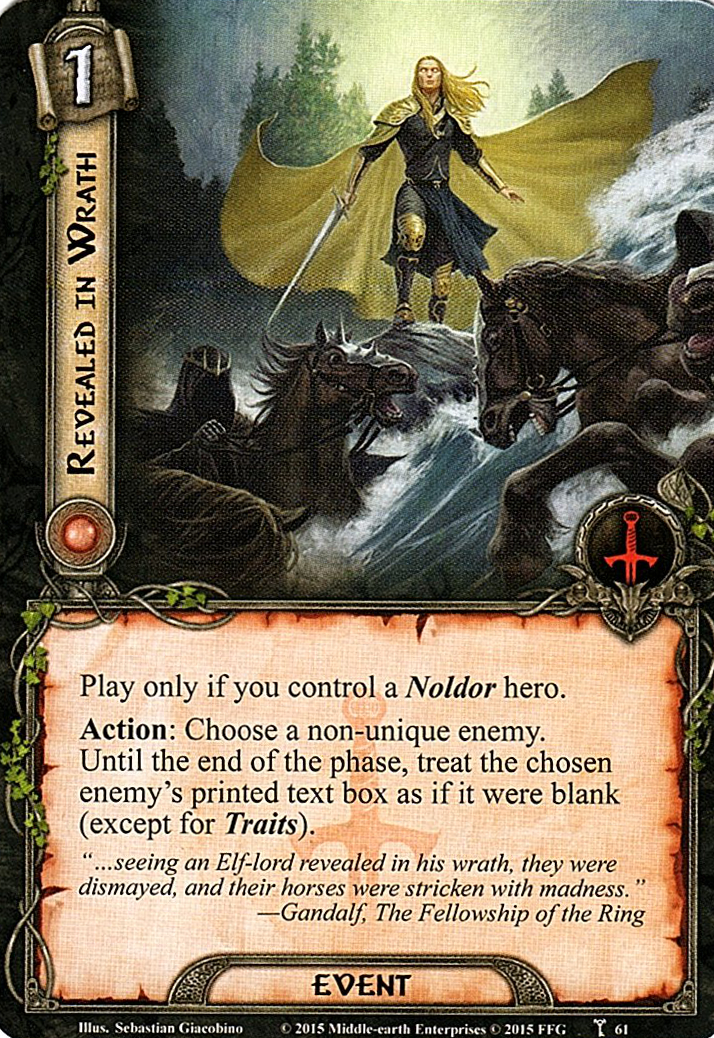 1
REVEALED IN WRATH
Play only if you control a Noldor hero.
Action: Choose a non-unique enemy.
Until the end of the phase, treat the chosen
enemy's printed text box as if it were blank
(except for Traits).
“...seeing an Elf-lord revealed in his wrath, they were
dismayed, and their horses were stricken with madness.”
—Gandalf, The Fellowship of the Ring
EVENT
Illus. Sebastian Giacobino © 2015 Middle-earth Enterprises © 2015 FFG 61